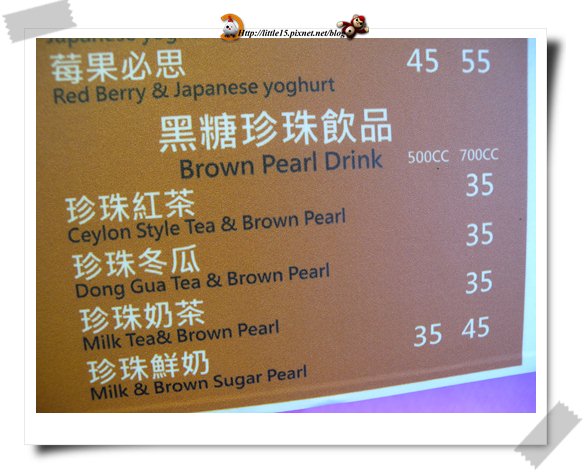 Http://little15.pixnet.net/blog
Japanese yog
莓果必思 45 55
Red Berry & Japanese yoghurt
黑糖珍珠飲品
Brown Pearl Drink 500CC 700CC
珍珠紅茶 35
Ceylon Style Tea & Brown Pearl
珍珠冬瓜 35
Dong Gua Tea & Brown Pearl
珍珠奶茶 35
Milk Tea& Brown Pearl
珍珠鮮奶 35 45
Milk & Brown Sugar Pearl